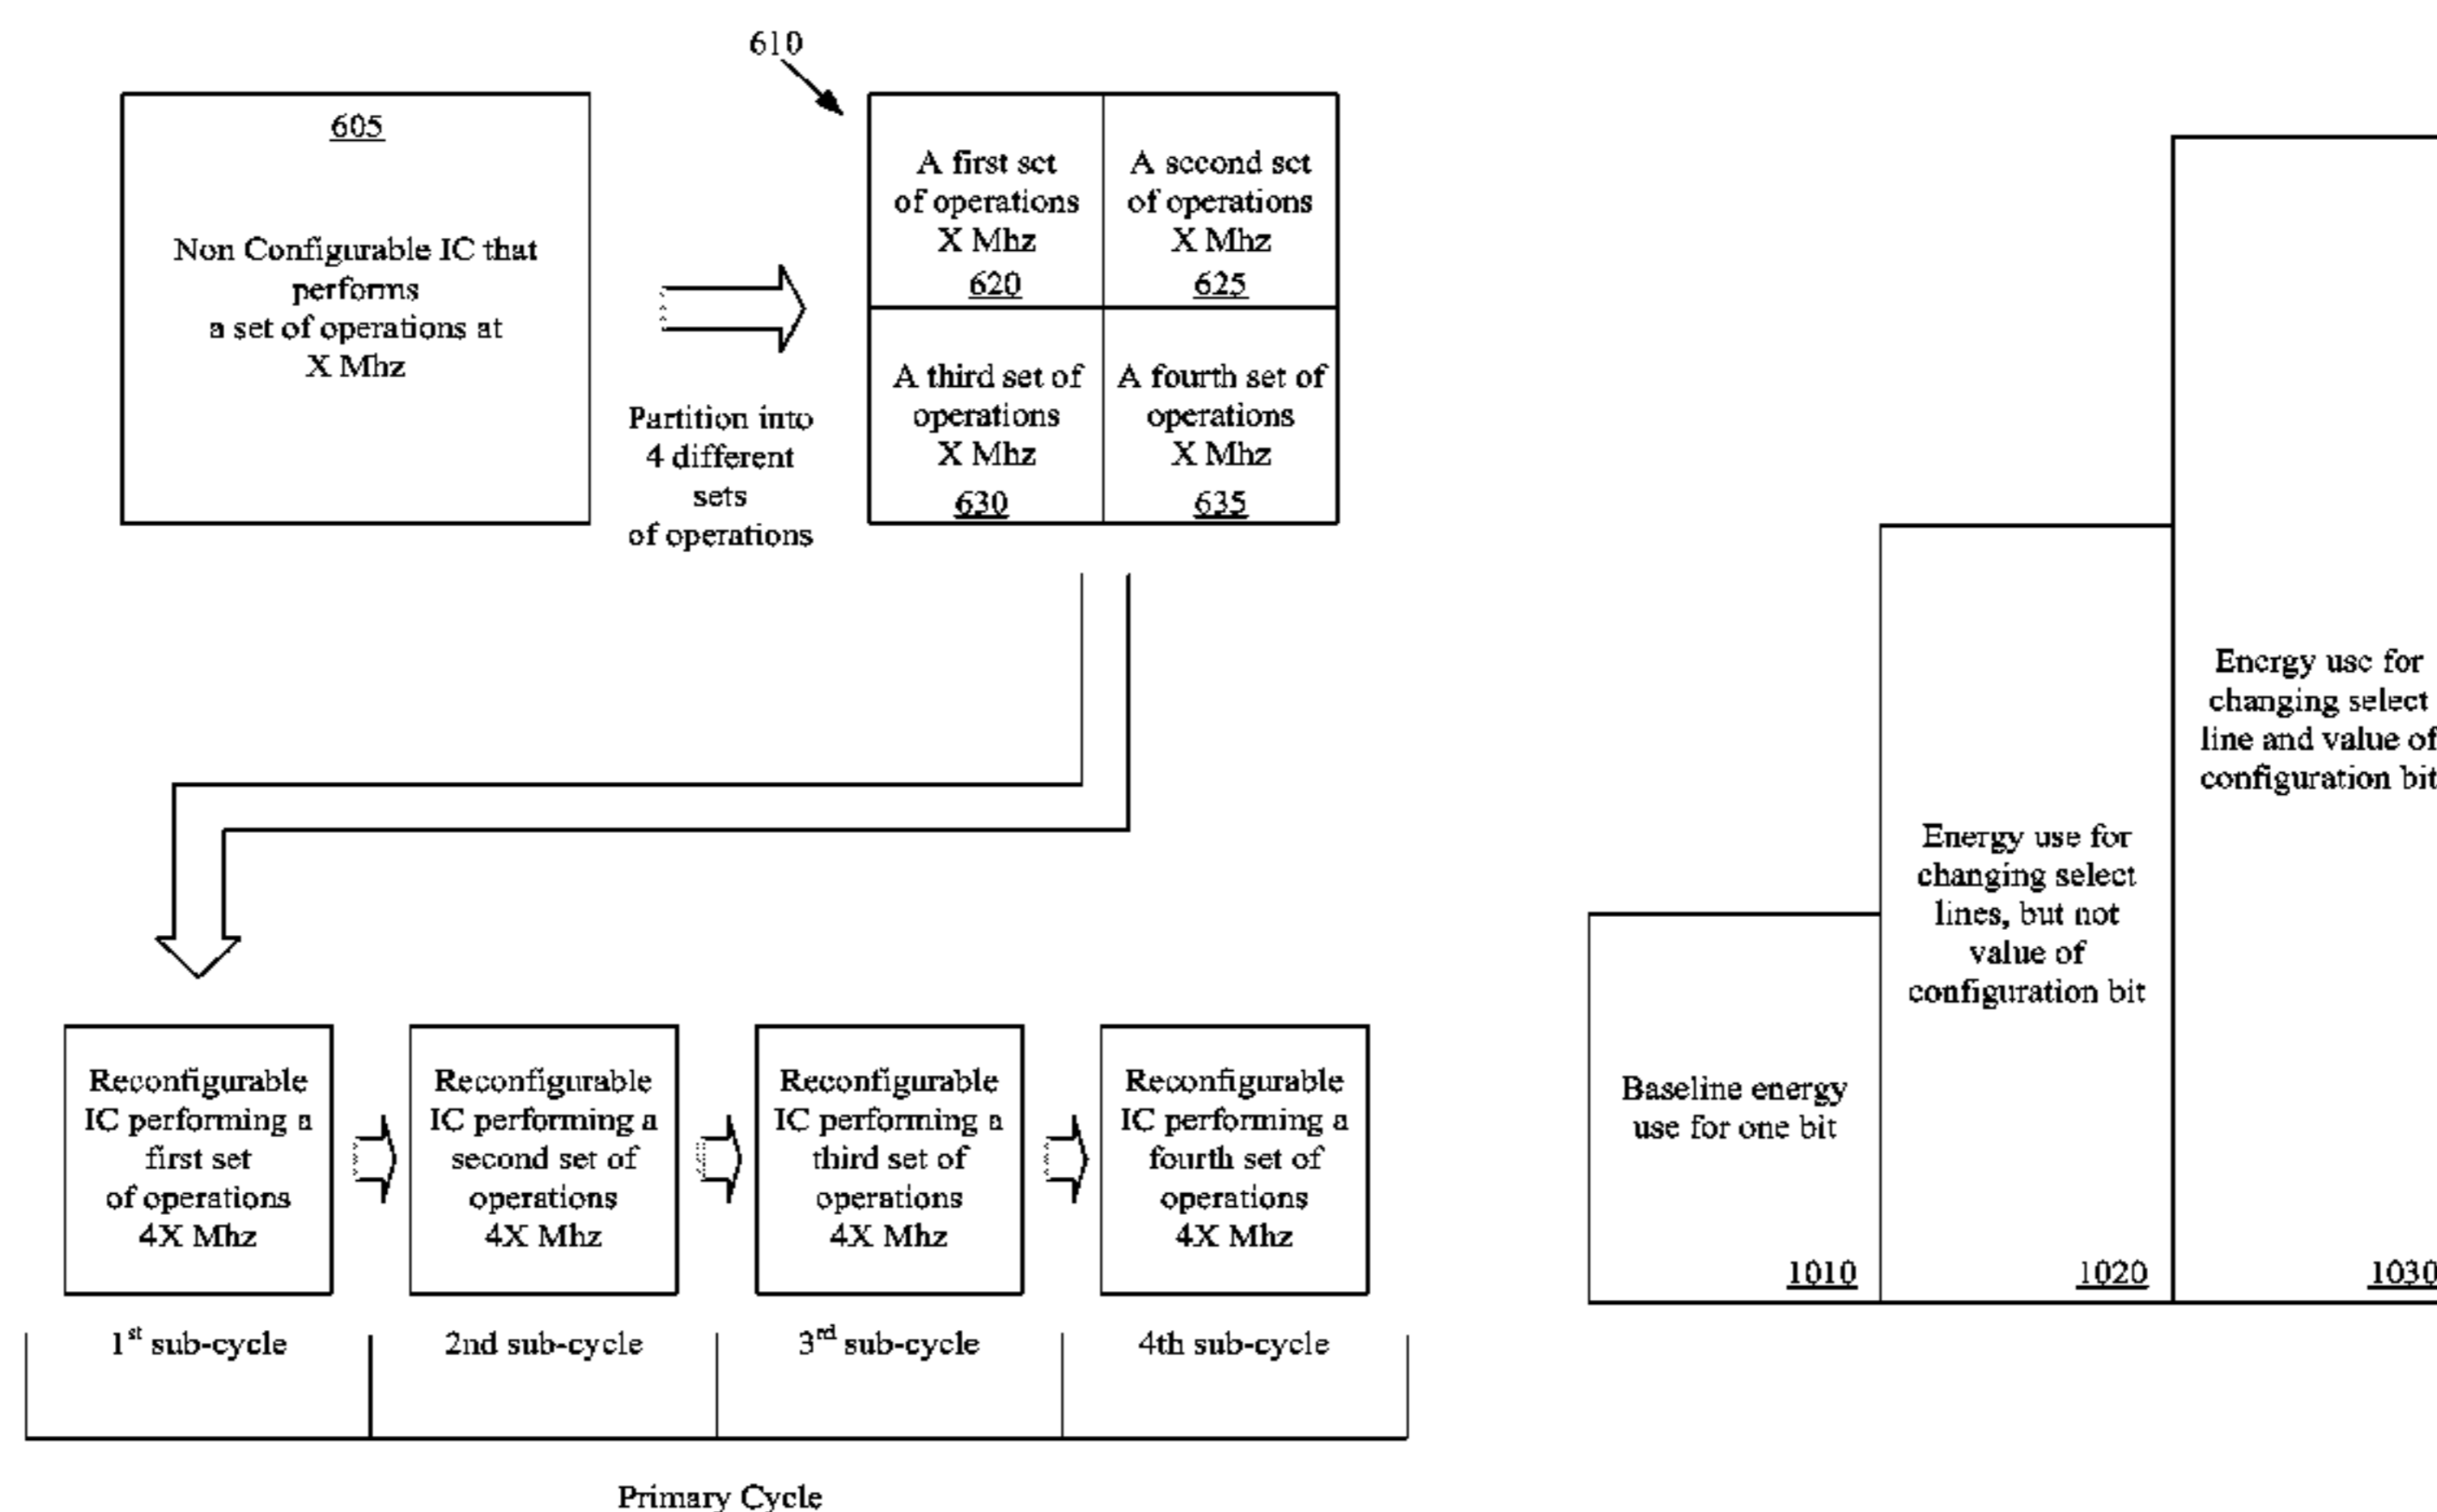 610
605
Non Configurable IC that
performs
a set of operations at
X Mhz
Partition into
4 different
sets
of operations
A first set
of operations
X Mhz
620
A second set
of operations
X Mhz
625
A third set of
operations
X Mhz
630
A fourth set of
operations
X Mhz
635
Reconfigurable
IC performing a
first set
of operations
4X Mhz
Reconfigurable
IC performing a
second set of
operations
4X Mhz
Reconfigurable
IC performing a
third set of
operations
4X Mhz
Reconfigurable
IC performing a
fourth set of
operations
4X Mhz
1st sub-cycle
2nd sub-cycle
3rd sub-cycle
4th sub-cycle
Primary Cycle
Baseline energy
use for one bit
1010
Energy use for
changing select
lines, but not
value of
configuration bit
1020
Energy use for
changing select
line and value of
configuration bit
1030